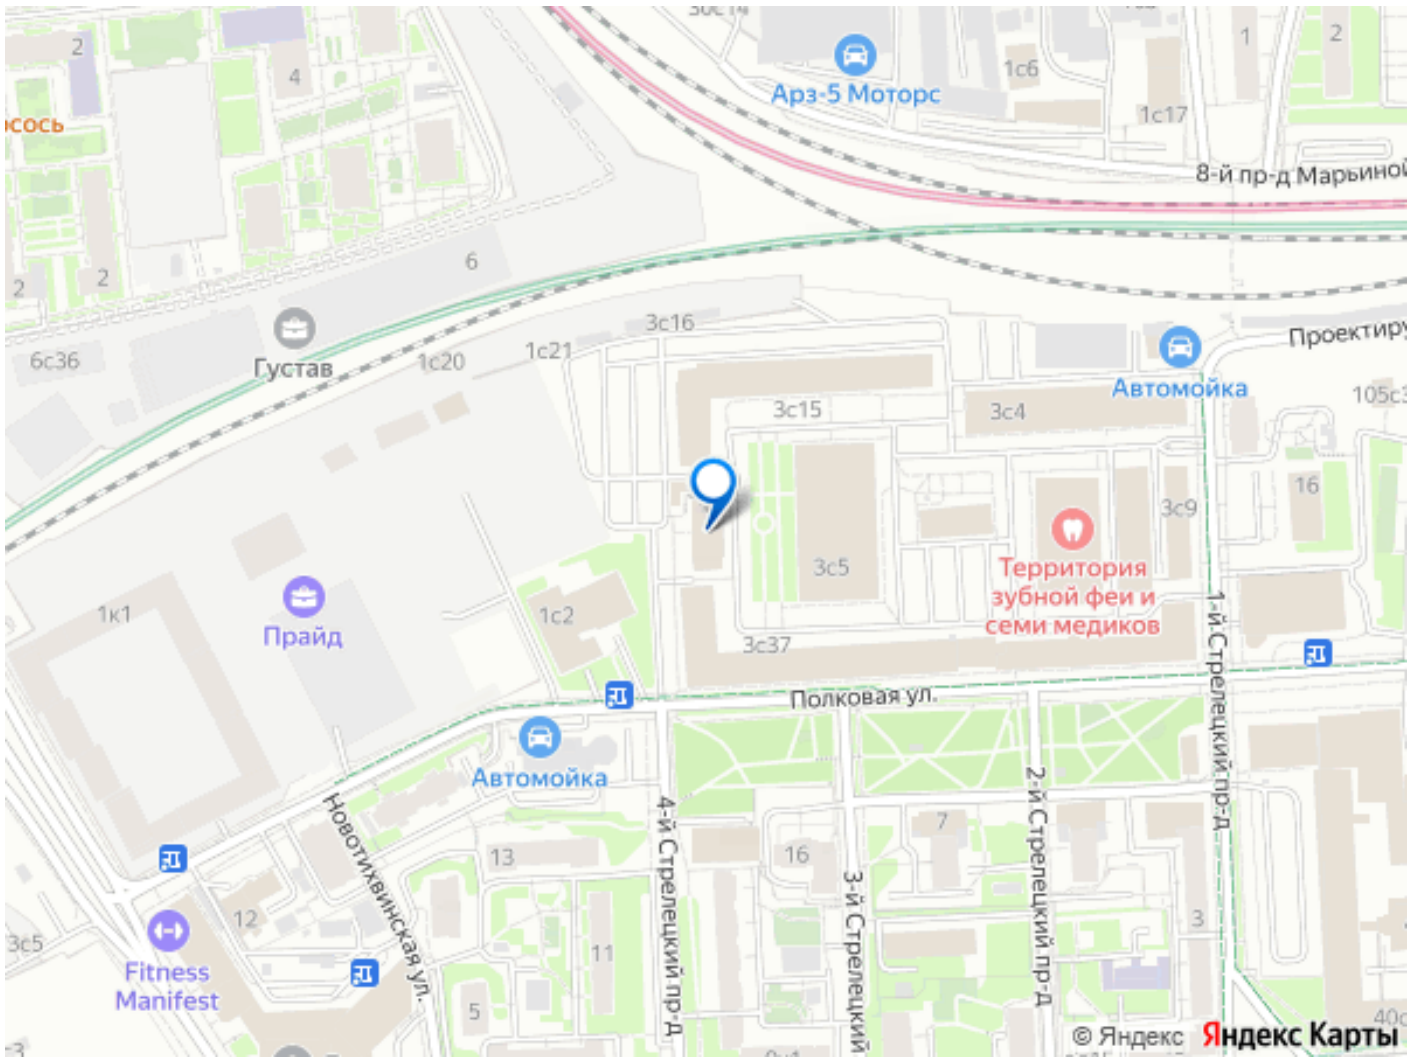 2
4
Арз-5 Моторс
1с6
1с17
1
2
8-й пр-д Марьиной
2
2
6
6с36
Густав
1с20
1с21
3с16
3с15
3с4
Автомойка
Проектиру
105с3
16
3с9
3с5
Территория
зубной феи и
семи медиков
1к1
Прайд
1с2
3с37
1-й Стрелецкий пр-д
Полковая ул.
Автомойка
Новотихвинская ул.
4-й Стрелецкий пр-д
3-й Стрелецкий
2-й Стрелецкий пр-д
13
16
7
12
3с5
Fitness
Manifest
11
5
3
© Яндекс
Яндекс Карты